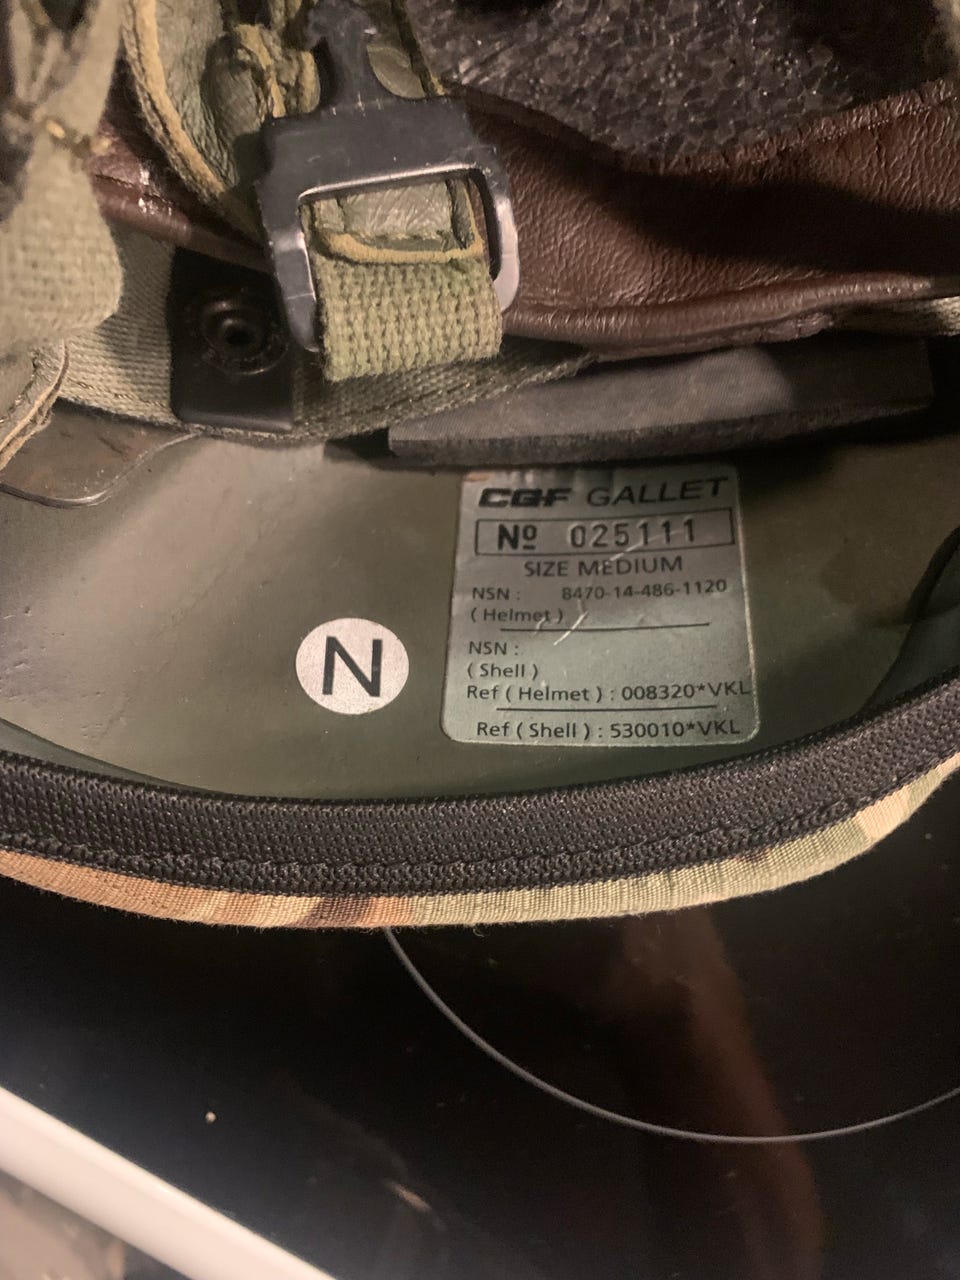 CGF GALLET
Nº 025111
SIZE MEDIUM
NSN : 8470-14-486-1120
( Helmet )
NSN :
( Shell )
Ref ( Helmet ) : 008320*VKL
Ref ( Shell ) : 530010*VKL
N